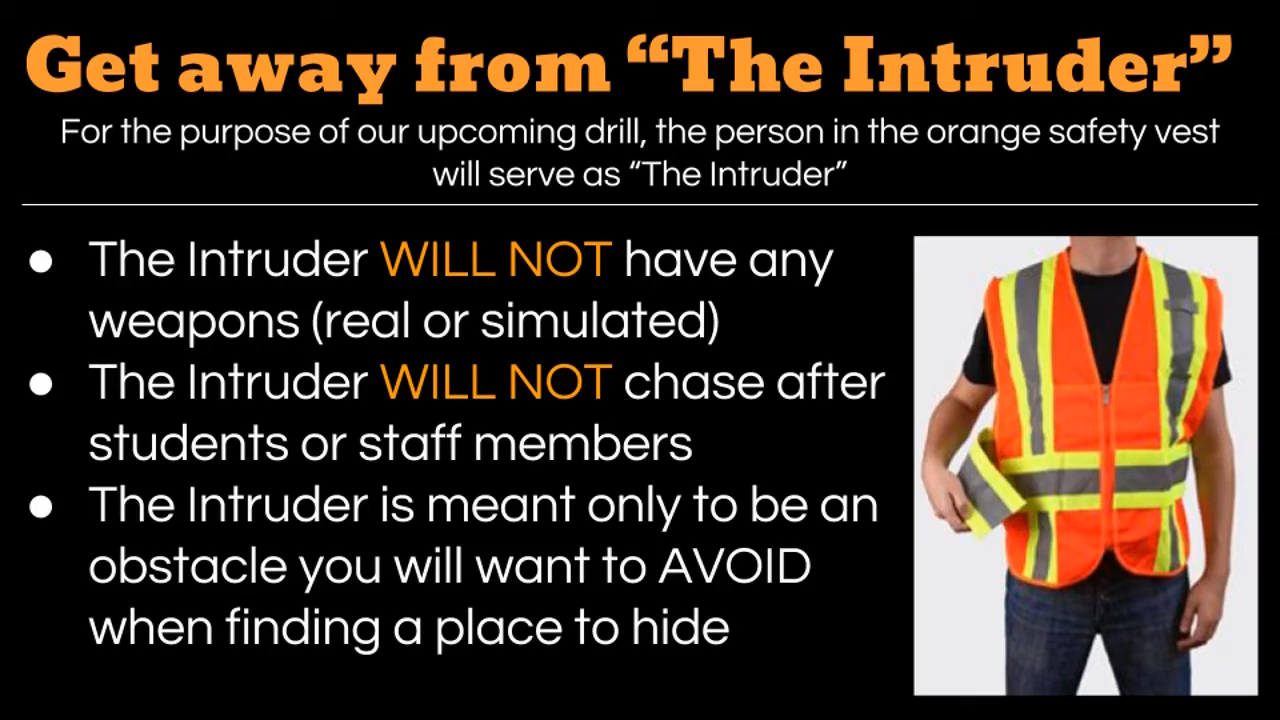 Get away from “The Intruder”
For the purpose of our upcoming drill, the person in the orange safety vest
will serve as “The Intruder”
● The Intruder WILL NOT have any
weapons (real or simulated)
● The Intruder WILL NOT chase after
students or staff members
● The Intruder is meant only to be an
obstacle you will want to AVOID
when finding a place to hide